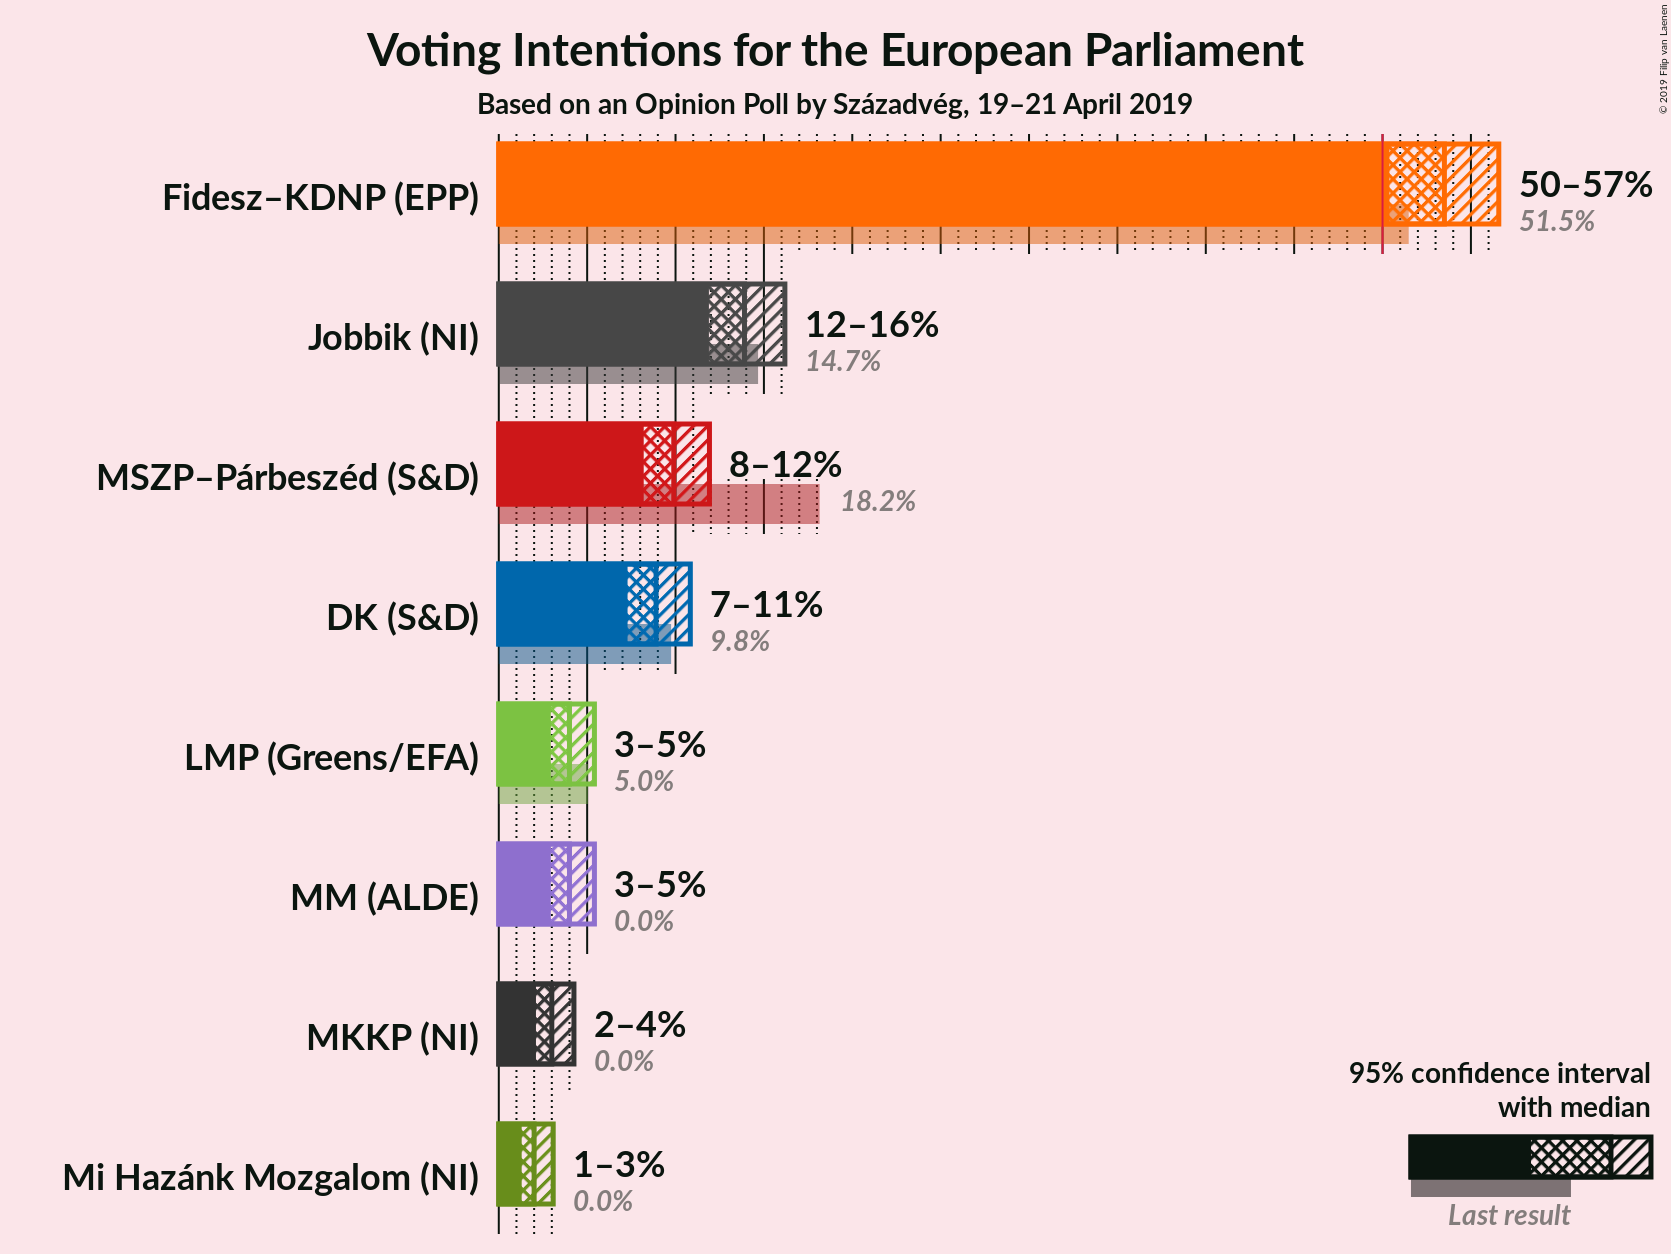 Voting Intentions for the European Parliament
Based on an Opinion Poll by Századvég, 19–21 April 2019
© 2019 Filip van Laenen
Fidesz–KDNP (EPP)
50–57%
51.5%
Jobbik (NI)
12–16%
14.7%
MSZP–Párbeszéd (S&D)
8–12%
18.2%
DK (S&D)
7–11%
9.8%
LMP (Greens/EFA)
3–5%
5.0%
MM (ALDE)
3–5%
0.0%
MKKP (NI)
2–4%
0.0%
Mi Hazánk Mozgalom (NI)
1–3%
0.0%
95% confidence interval
with median
Last result